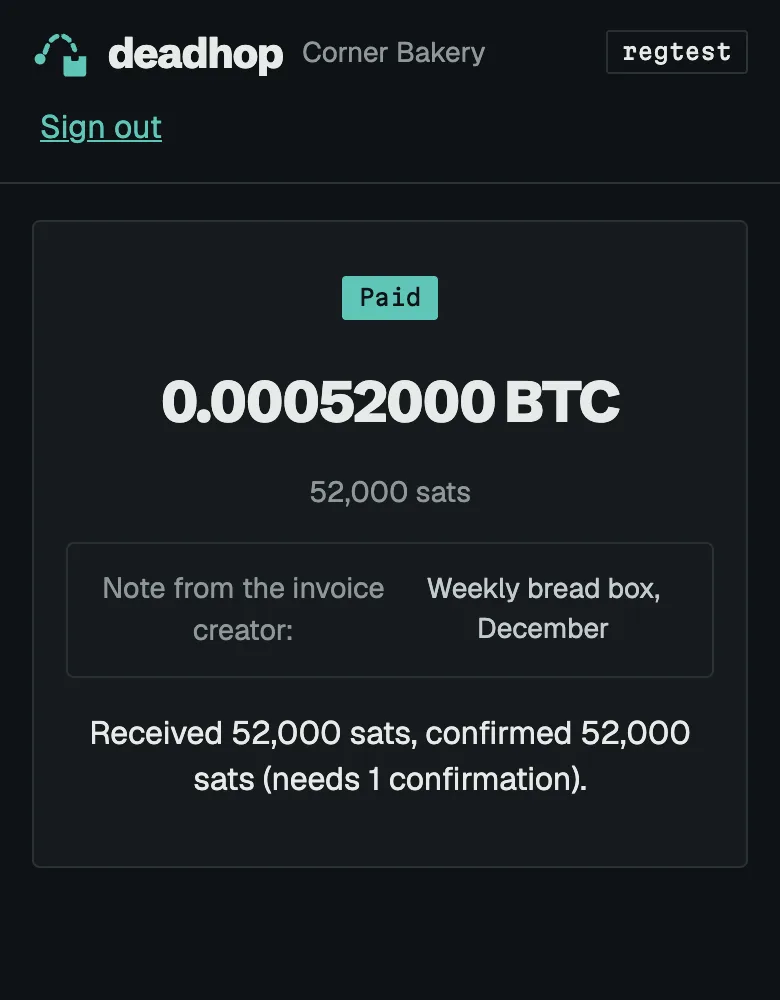 deadhop Corner Bakery regtest
Sign out
Paid
0.00052000 BTC
52,000 sats
Note from the invoice creator:
Weekly bread box, December
Received 52,000 sats, confirmed 52,000
sats (needs 1 confirmation).